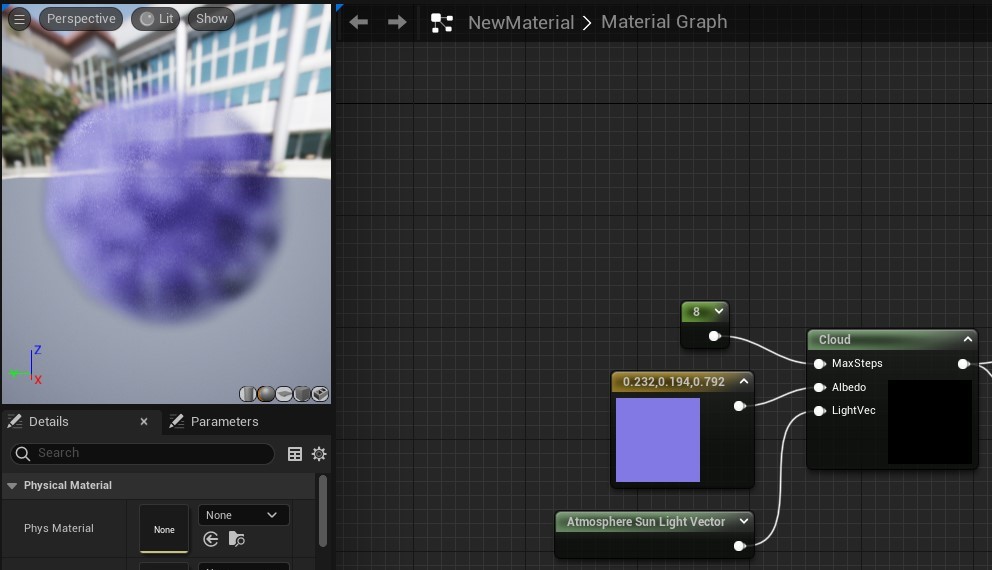 Perspective Lit Show
NewMaterial > Material Graph
Z
X
8
Cloud
MaxSteps
0.232,0.194,0.792
Albedo
LightVec
Atmosphere Sun Light Vector
Details × Parameters
Search
Physical Material
Phys Material None None